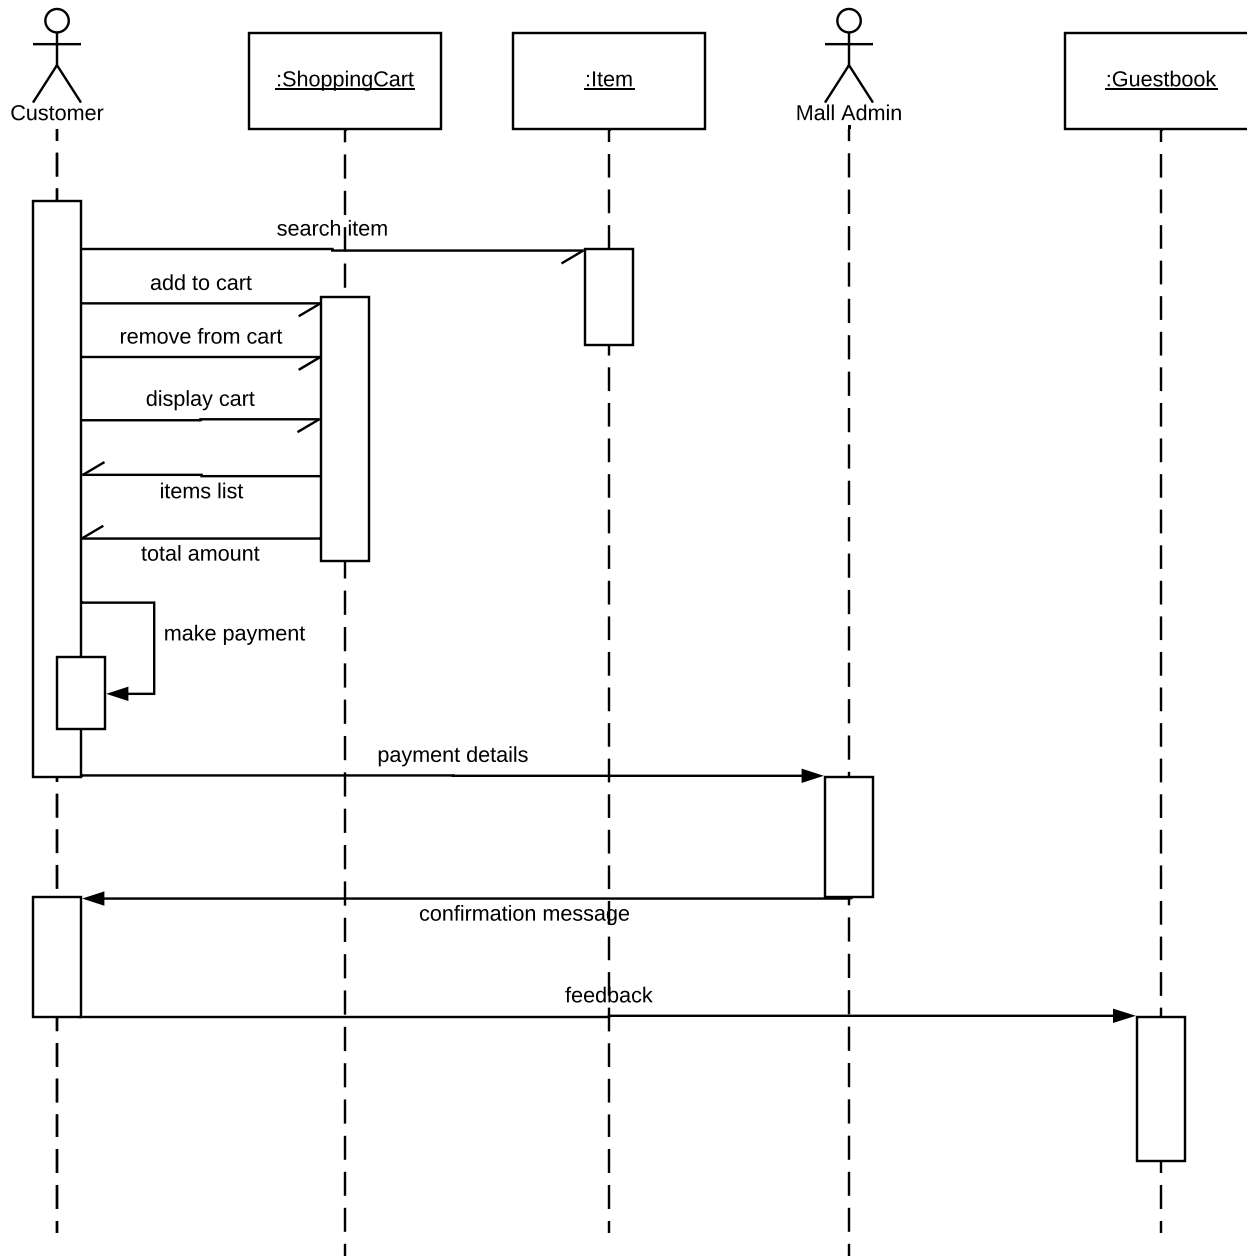 Customer
:ShoppingCart
:Item
Mall Admin
:Guestbook
search item
add to cart
remove from cart
display cart
items list
total amount
make payment
payment details
confirmation message
feedback